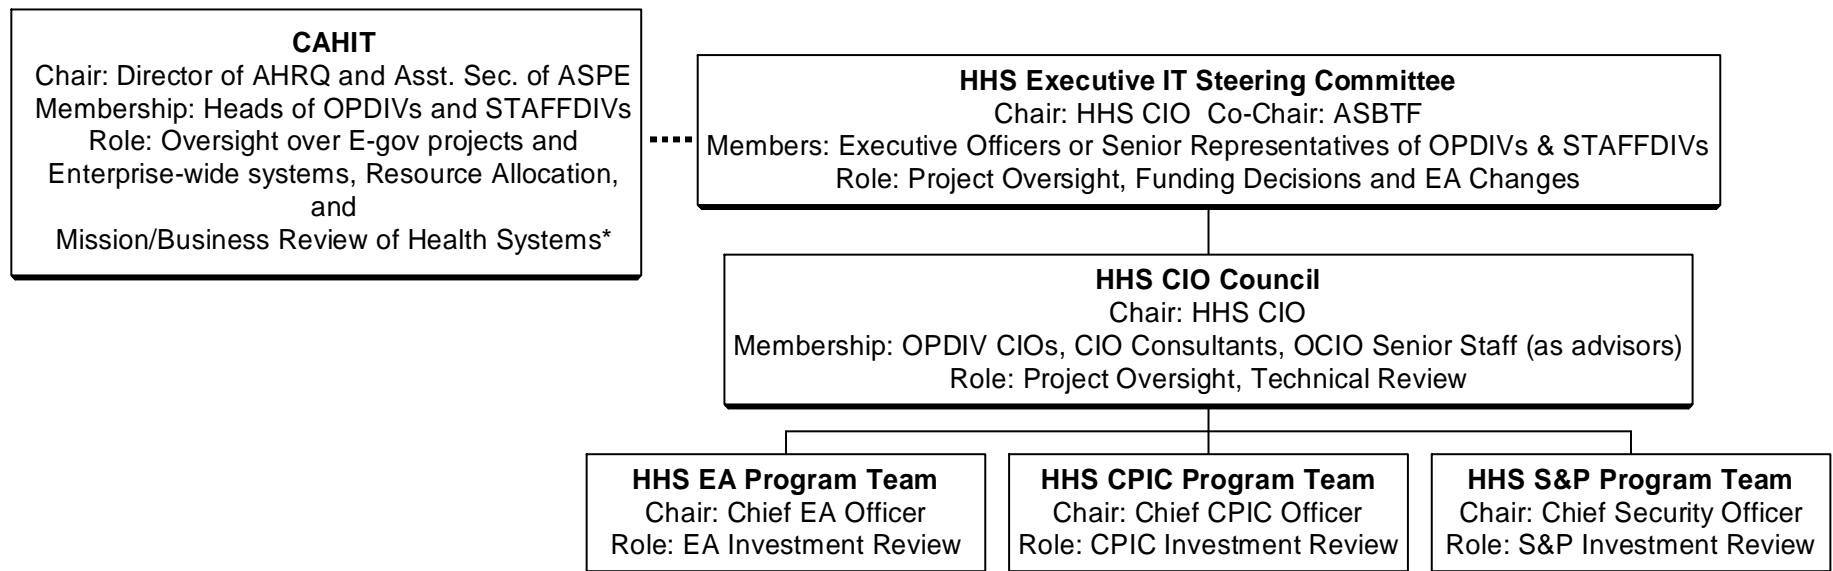 CAHIT
Chair: Director of AHRQ and Asst. Sec. of ASPE
Membership: Heads of OPDIVs and STAFFDIVs
Role: Oversight over E-gov projects and
Enterprise-wide systems, Resource Allocation,
and
Mission/Business Review of Health Systems*
HHS Executive IT Steering Committee
Chair: HHS CIO  Co-Chair: ASBTF
Members: Executive Officers or Senior Representatives of OPDIVs & STAFFDIVs
Role: Project Oversight, Funding Decisions and EA Changes
HHS CIO Council
Chair: HHS CIO
Membership: OPDIV CIOs, CIO Consultants, OCIO Senior Staff (as advisors)
Role: Project Oversight, Technical Review
HHS EA Program Team
Chair: Chief EA Officer
Role: EA Investment Review
HHS CPIC Program Team
Chair: Chief CPIC Officer
Role: CPIC Investment Review
HHS S&P Program Team
Chair: Chief Security Officer
Role: S&P Investment Review